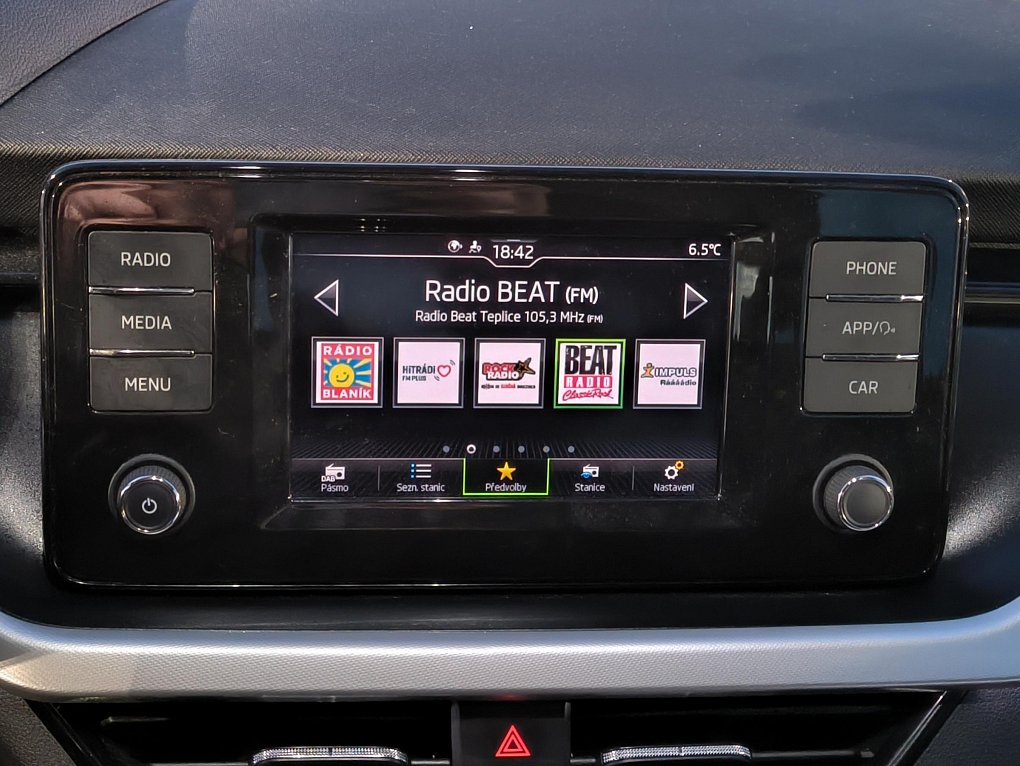 RADIO
MEDIA
MENU
18:42
6.5°C
Radio BEAT (FM)
Radio Beat Teplice 105,3 MHz (FM)
RÁDIO
BLANÍK
HITRÁDIO
FM PLUS
ROCK
RADIO
BEAT
RADIO
Classic Rock
IMPULS
Ráááádio
DAB
Pásmo
Sezn. stanic
Předvolby
Stanice
Nastavení
PHONE
APP/
CAR